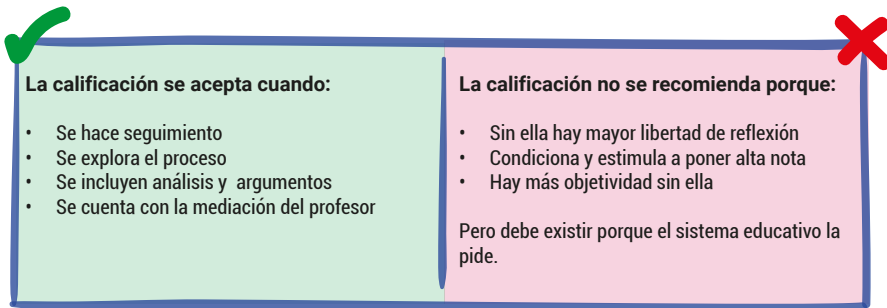 La calificación se acepta cuando:
• Se hace seguimiento
• Se explora el proceso
• Se incluyen análisis y argumentos
• Se cuenta con la mediación del profesor
La calificación no se recomienda porque:
• Sin ella hay mayor libertad de reflexión
• Condiciona y estimula a poner alta nota
• Hay más objetividad sin ella
Pero debe existir porque el sistema educativo la
pide.